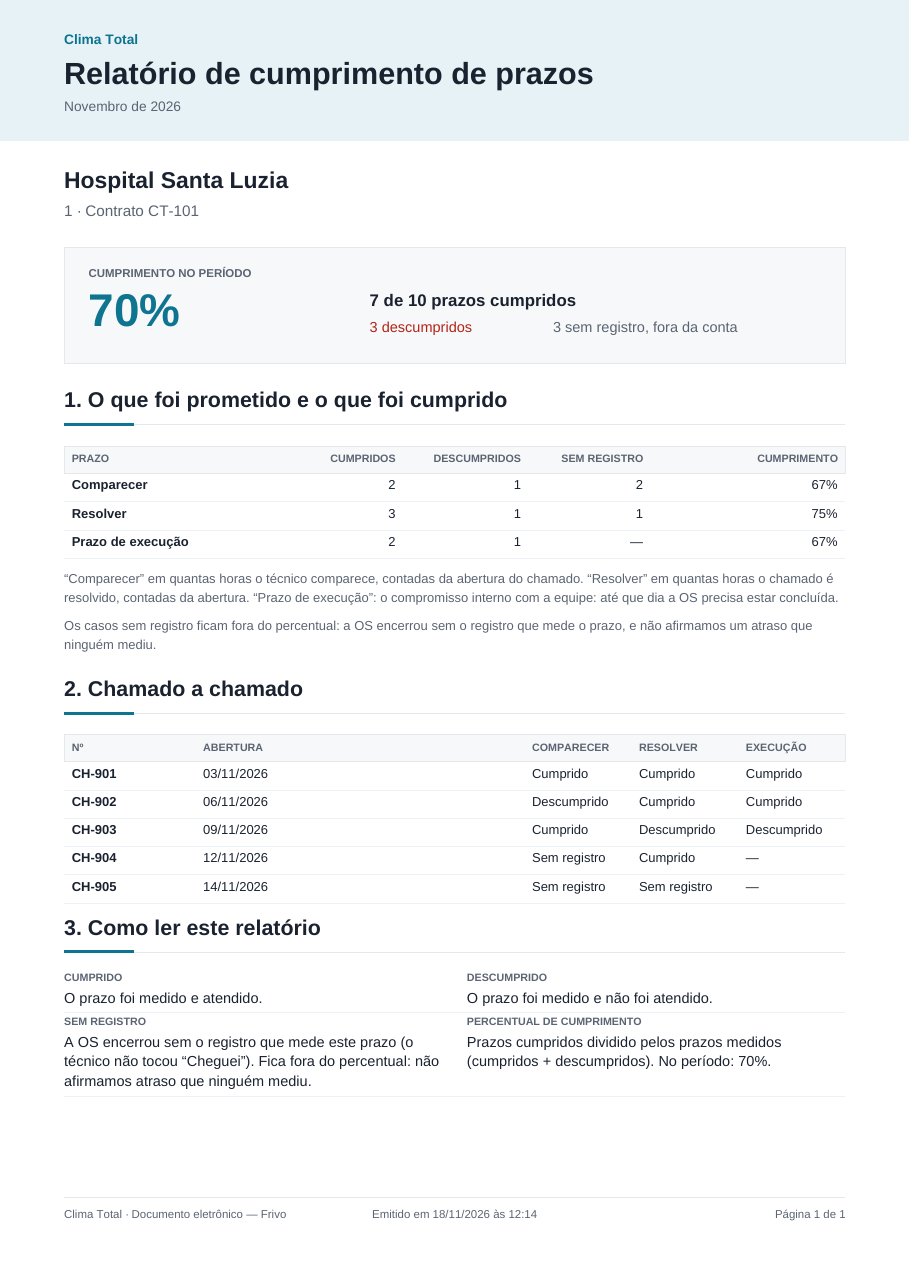 Clima Total
Relatório de cumprimento de prazos
Novembro de 2026
Hospital Santa Luzia
1 · Contrato CT-101
CUMPRIMENTO NO PERÍODO
70%
7 de 10 prazos cumpridos
3 descumpridos 3 sem registro, fora da conta
1. O que foi prometido e o que foi cumprido
PRAZO CUMPRIDOS DESCUMPRIDOS SEM REGISTRO CUMPRIMENTO
Comparecer 2 1 2 67%
Resolver 3 1 1 75%
Prazo de execução 2 1 — 67%
“Comparecer” em quantas horas o técnico comparece, contadas da abertura do chamado. “Resolver” em quantas horas o chamado é
resolvido, contadas da abertura. “Prazo de execução”: o compromisso interno com a equipe: até que dia a OS precisa estar concluída.
Os casos sem registro ficam fora do percentual: a OS encerrou sem o registro que mede o prazo, e não afirmamos um atraso que
ninguém mediu.
2. Chamado a chamado
Nº ABERTURA COMPARECER RESOLVER EXECUÇÃO
CH-901 03/11/2026 Cumprido Cumprido Cumprido
CH-902 06/11/2026 Descumprido Cumprido Cumprido
CH-903 09/11/2026 Cumprido Descumprido Descumprido
CH-904 12/11/2026 Sem registro Cumprido —
CH-905 14/11/2026 Sem registro Sem registro —
3. Como ler este relatório
CUMPRIDO
O prazo foi medido e atendido.
DESCUMPRIDO
O prazo foi medido e não foi atendido.
SEM REGISTRO
A OS encerrou sem o registro que mede este prazo (o
técnico não tocou “Cheguei”). Fica fora do percentual: não
afirmamos atraso que ninguém mediu.
PERCENTUAL DE CUMPRIMENTO
Prazos cumpridos dividido pelos prazos medidos
(cumpridos + descumpridos). No período: 70%.
Clima Total · Documento eletrônico — Frivo Emitido em 18/11/2026 às 12:14 Página 1 de 1